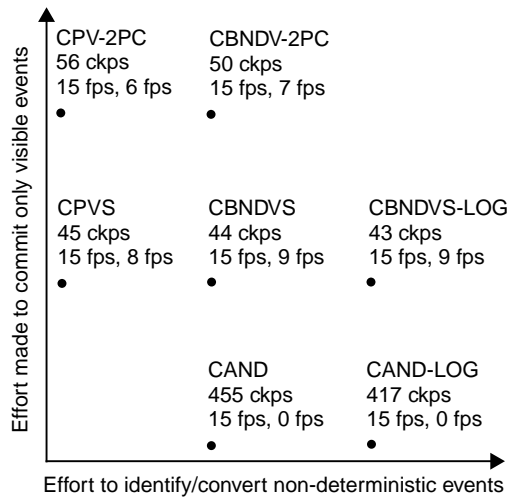 Effort made to commit only visible events
CPV-2PC
56 ckps
15 fps, 6 fps
CBNDV-2PC
50 ckps
15 fps, 7 fps
CPVS
45 ckps
15 fps, 8 fps
CBNDVS
44 ckps
15 fps, 9 fps
CBNDVS-LOG
43 ckps
15 fps, 9 fps
CAND
455 ckps
15 fps, 0 fps
CAND-LOG
417 ckps
15 fps, 0 fps
Effort to identify/convert non-deterministic events